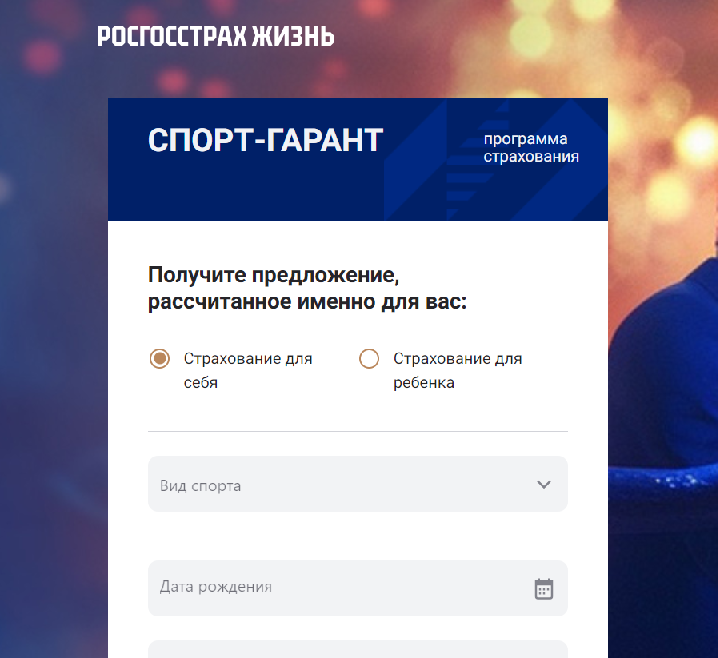 РОСГОССТРАХ ЖИЗНЬ
СПОРТ-ГАРАНТ
программа
страхования
Получите предложение,
рассчитанное именно для вас:
Страхование для
себя
Страхование для
ребенка
Вид спорта
Дата рождения